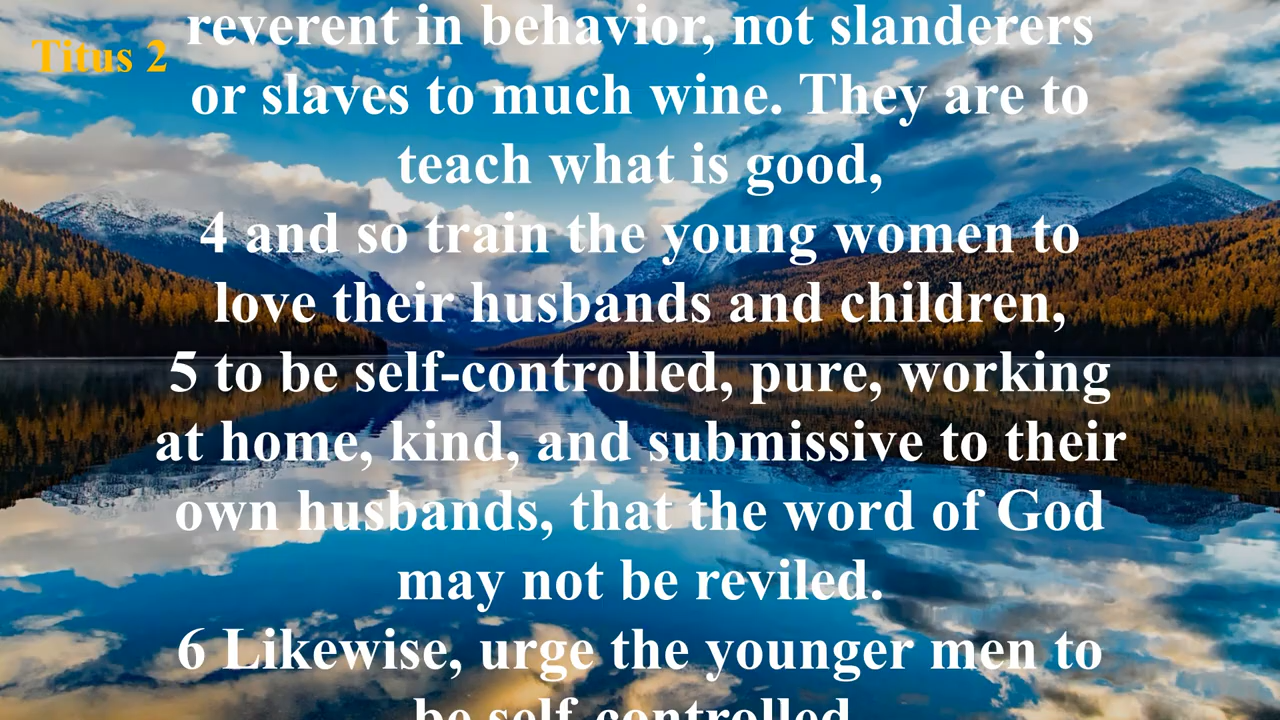 Titus 2
reverent in behavior, not slanderers
or slaves to much wine. They are to
teach what is good,
4 and so train the young women to
love their husbands and children,
5 to be self-controlled, pure, working
at home, kind, and submissive to their
own husbands, that the word of God
may not be reviled.
6 Likewise, urge the younger men to
be self-controlled